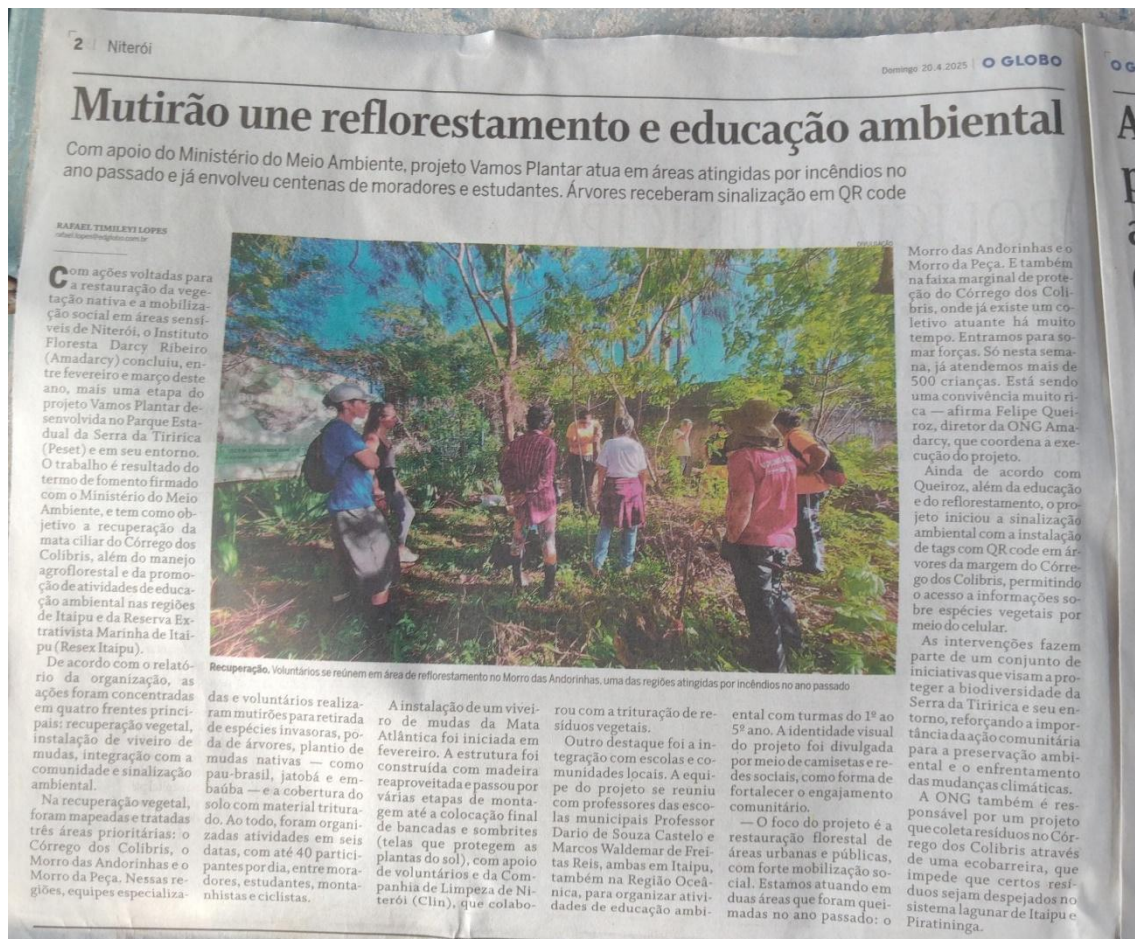 2 | Niterói
Domingo 20.4.2025 | O GLOBO
Mutirão une reflorestamento e educação ambiental
Com apoio do Ministério do Meio Ambiente, projeto Vamos Plantar atua em áreas atingidas por incêndios no
ano passado e já envolveu centenas de moradores e estudantes. Árvores receberam sinalização em QR code
RAFAEL TIMILEYI LOPES
rafael.lopes@edglobo.com.br
Com ações voltadas para
a restauração da vege-
tação nativa e a mobiliza-
ção social em áreas sensí-
veis de Niterói, o Instituto
Floresta Darcy Ribeiro
(Amadarcy) concluiu, en-
tre fevereiro e março deste
ano, mais uma etapa do
projeto Vamos Plantar de-
senvolvida no Parque Esta-
dual da Serra da Tiririca
(Peset) e em seu entorno.
O trabalho é resultado do
termo de fomento firmado
com o Ministério do Meio
Ambiente, e tem como ob-
jetivo a recuperação da
mata ciliar do Córrego dos
Colibris, além do manejo
agroflorestal e da promo-
ção de atividades de educa-
ção ambiental nas regiões
de Itaipu e da Reserva Ex-
trativista Marinha de Itai-
pu (Resex Itaipu).
De acordo com o relató-
rio da organização, as
ações foram concentradas
em quatro frentes princi-
pais: recuperação vegetal,
instalação de viveiro de
mudas, integração com a
comunidade e sinalização
ambiental.
Na recuperação vegetal,
foram mapeadas e tratadas
três áreas prioritárias: o
Córrego dos Colibris, o
Morro das Andorinhas e o
Morro da Peça. Nessas re-
giões, equipes especializa-
DIVULGAÇÃO
Recuperação. Voluntários se reúnem em área de reflorestamento no Morro das Andorinhas, uma das regiões atingidas por incêndios no ano passado
das e voluntários realiza-
ram mutirões para retirada
de espécies invasoras, po-
da de árvores, plantio de
mudas nativas — como
pau-brasil, jatobá e em-
baúba — e a cobertura do
solo com material tritura-
do. Ao todo, foram organi-
zadas atividades em seis
datas, com até 40 partici-
pantes por dia, entre mora-
dores, estudantes, monta-
nhistas e ciclistas.
A instalação de um vivei-
ro de mudas da Mata
Atlântica foi iniciada em
fevereiro. A estrutura foi
construída com madeira
reaproveitada e passou por
várias etapas de monta-
gem até a colocação final
de bancadas e sombrites
(telas que protegem as
plantas do sol), com apoio
de voluntários e da Com-
panhia de Limpeza de Ni-
terói (Clin), que colabo-
rou com a trituração de re-
síduos vegetais.
Outro destaque foi a in-
tegração com escolas e co-
munidades locais. A equi-
pe do projeto se reuniu
com professores das esco-
las municipais Professor
Dario de Souza Castelo e
Marcos Waldemar de Frei-
tas Reis, ambas em Itaipu,
também na Região Oceâ-
nica, para organizar ativi-
dades de educação ambi-
ental com turmas do 1º ao
5º ano. A identidade visual
do projeto foi divulgada
por meio de camisetas e re-
des sociais, como forma de
fortalecer o engajamento
comunitário.
— O foco do projeto é a
restauração florestal de
áreas urbanas e públicas,
com forte mobilização so-
cial. Estamos atuando em
duas áreas que foram quei-
madas no ano passado: o
Morro das Andorinhas e o
Morro da Peça. E também
na faixa marginal de prote-
ção do Córrego dos Coli-
bris, onde já existe um co-
letivo atuante há muito
tempo. Entramos para so-
mar forças. Só nesta sema-
na, já atendemos mais de
500 crianças. Está sendo
uma convivência muito ri-
ca — afirma Felipe Quei-
roz, diretor da ONG Ama-
darcy, que coordena a exe-
cução do projeto.
Ainda de acordo com
Queiroz, além da educação
e do reflorestamento, o pro-
jeto iniciou a sinalização
ambiental com a instalação
de tags com QR code em ár-
vores da margem do Córre-
go dos Colibris, permitindo
o acesso a informações so-
bre espécies vegetais por
meio do celular.
As intervenções fazem
parte de um conjunto de
iniciativas que visam a pro-
teger a biodiversidade da
Serra da Tiririca e seu en-
torno, reforçando a impor-
tância da ação comunitária
para a preservação ambi-
ental e o enfrentamento
das mudanças climáticas.
A ONG também é res-
ponsável por um projeto
que coleta resíduos no Cór-
rego dos Colibris através
de uma ecobarreira, que
impede que certos resí-
duos sejam despejados no
sistema lagunar de Itaipu e
Piratininga.